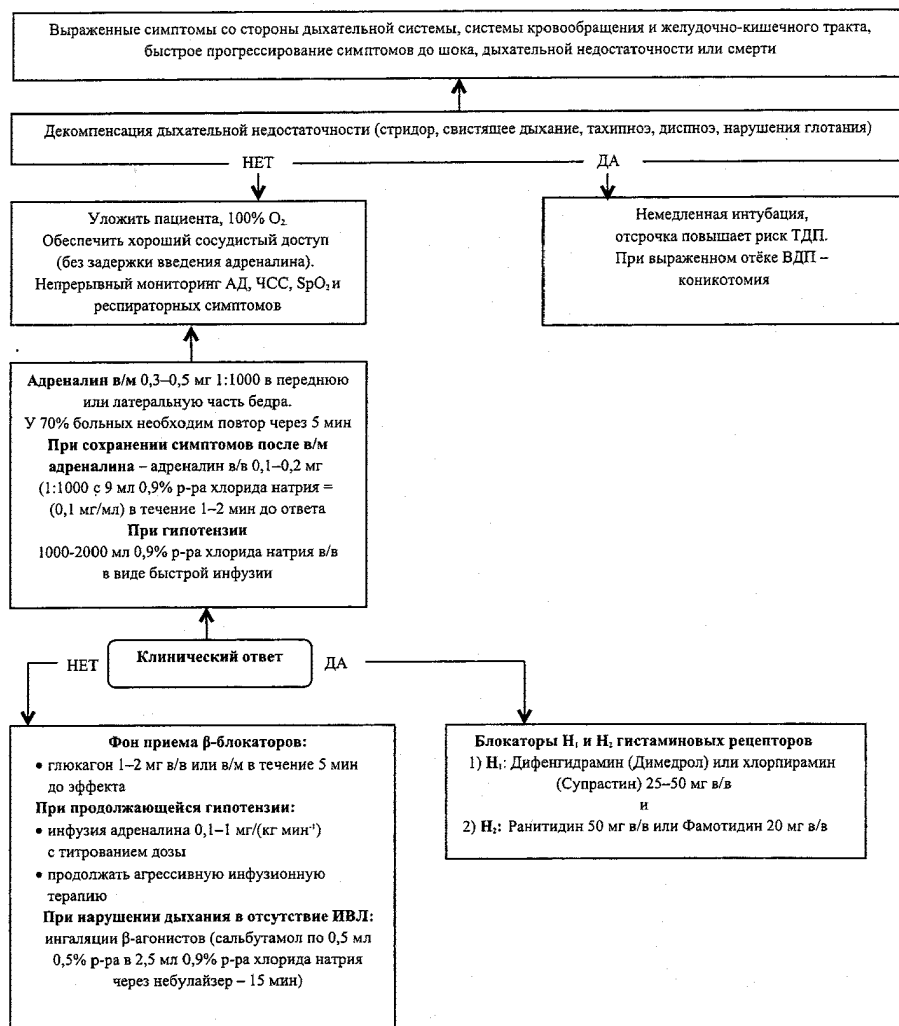 Выраженные симптомы со стороны дыхательной системы, системы кровообращения и желудочно-кишечного тракта,
быстрое прогрессирование симптомов до шока, дыхательной недостаточности или смерти
Декомпенсация дыхательной недостаточности (стридор, свистящее дыхание, тахипноэ, диспноэ, нарушения глотания)
НЕТ
ДА
Уложить пациента, 100% O₂.
Обеспечить хороший сосудистый доступ
(без задержки введения адреналина).
Непрерывный мониторинг АД, ЧСС, SpO₂ и
респираторных симптомов
Немедленная интубация,
отсрочка повышает риск ТДП.
При выраженном отёке ВДП –
коникотомия
Адреналин в/м 0,3–0,5 мг 1:1000 в переднюю
или латеральную часть бедра.
У 70% больных необходим повтор через 5 мин
При сохранении симптомов после в/м
адреналина – адреналин в/в 0,1–0,2 мг
(1:1000 с 9 мл 0,9% р-ра хлорида натрия =
(0,1 мг/мл) в течение 1–2 мин до ответа
При гипотензии
1000-2000 мл 0,9% р-ра хлорида натрия в/в
в виде быстрой инфузии
НЕТ
Клинический ответ
ДА
Фон приема β-блокаторов:
• глюкагон 1–2 мг в/в или в/м в течение 5 мин
до эффекта
При продолжающейся гипотензии:
• инфузия адреналина 0,1–1 мг/(кг мин⁻¹)
с титрованием дозы
• продолжать агрессивную инфузионную
терапию
При нарушении дыхания в отсутствие ИВЛ:
ингаляции β-агонистов (сальбутамол по 0,5 мл
0,5% р-ра в 2,5 мл 0,9% р-ра хлорида натрия
через небулайзер – 15 мин)
Блокаторы H₁ и H₂ гистаминовых рецепторов
1) H₁: Дифенгидрамин (Димедрол) или хлорпирамин
(Супрастин) 25–50 мг в/в
и
2) H₂: Ранитидин 50 мг в/в или Фамотидин 20 мг в/в